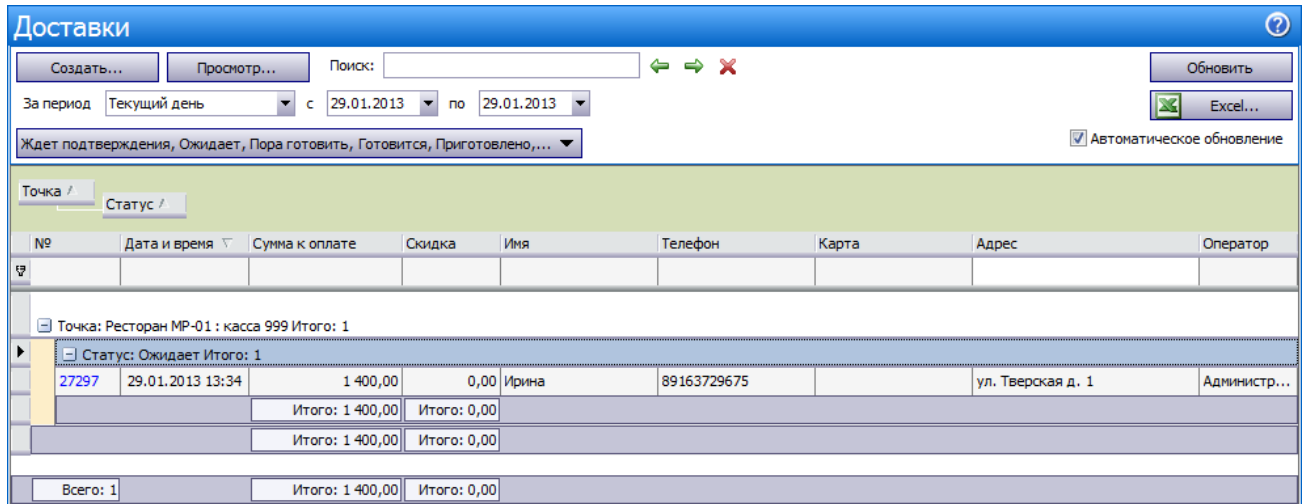 Доставки
Создать... Просмотр... Поиск: Обновить
За период Текущий день с 29.01.2013 по 29.01.2013 Excel...
Ждет подтверждения, Ожидает, Пора готовить, Готовится, Приготовлено,... Автоматическое обновление
Точка
Статус
№ Дата и время Сумма к оплате Скидка Имя Телефон Карта Адрес Оператор
Точка: Ресторан МР-01 : касса 999 Итого: 1
Статус: Ожидает Итого: 1
27297 29.01.2013 13:34 1 400,00 0,00 Ирина 89163729675 ул. Тверская д. 1 Администр...
Итого: 1 400,00 Итого: 0,00
Итого: 1 400,00 Итого: 0,00
Всего: 1 Итого: 1 400,00 Итого: 0,00